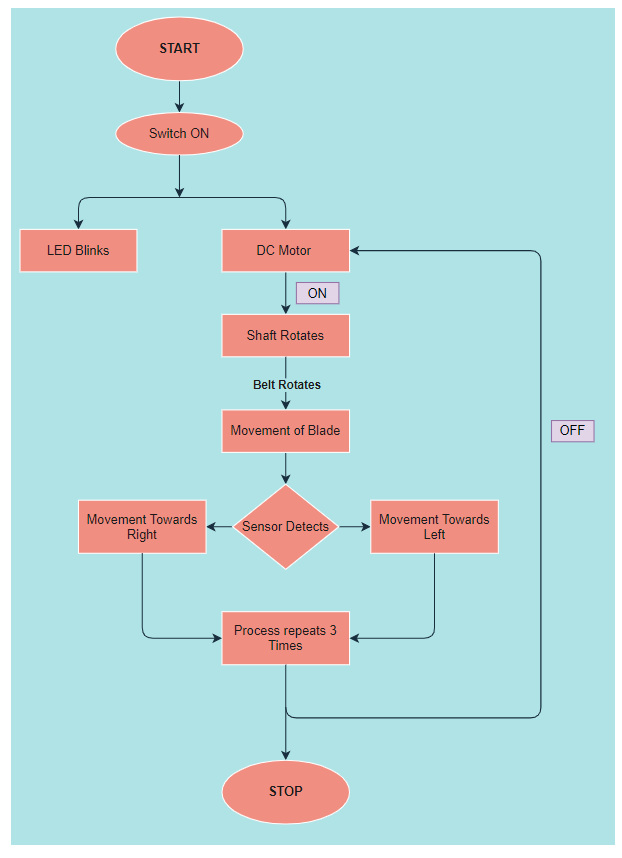 START
Switch ON
LED Blinks
DC Motor
ON
Shaft Rotates
Belt Rotates
Movement of Blade
OFF
Movement Towards
Right
Sensor Detects
Movement Towards
Left
Process repeats 3
Times
STOP